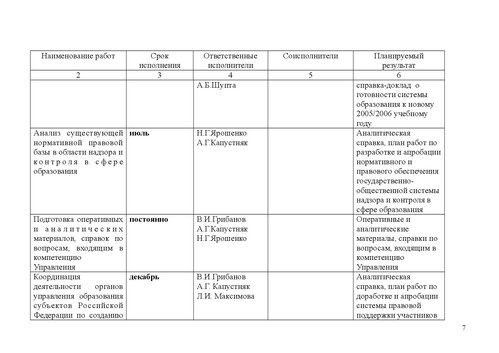 Наименование работ
Срок
исполнения
Ответственные
исполнители
Соисполнители
Планируемый
результат
2
3
4
5
6
А.Б.Шупта
справка-доклад о
готовности системы
образования к новому
2005/2006 учебному
году
Анализ существующей
нормативной правовой
базы в области надзора и
контроля в сфере
образования
июль
Н.Г.Ярошенко
А.Г.Капустняк
Аналитическая
справка, план работ по
разработке и апробации
нормативного и
правового обеспечения
государственно-
общественной системы
надзора и контроля в
сфере образования
Подготовка оперативных
и аналитических
материалов, справок по
вопросам, входящим в
компетенцию
Управления
постоянно
В.И.Грибанов
А.Г.Капустняк
Н.Г.Ярошенко
Оперативные и
аналитические
материалы, справки по
вопросам, входящим в
компетенцию
Управления
Координация
деятельности органов
управления образования
субъектов Российской
Федерации по созданию
декабрь
В.И.Грибанов
А.Г. Капустняк
Л.И. Максимова
Аналитическая
справка, план работ по
доработке и апробации
системы правовой
поддержки участников
7